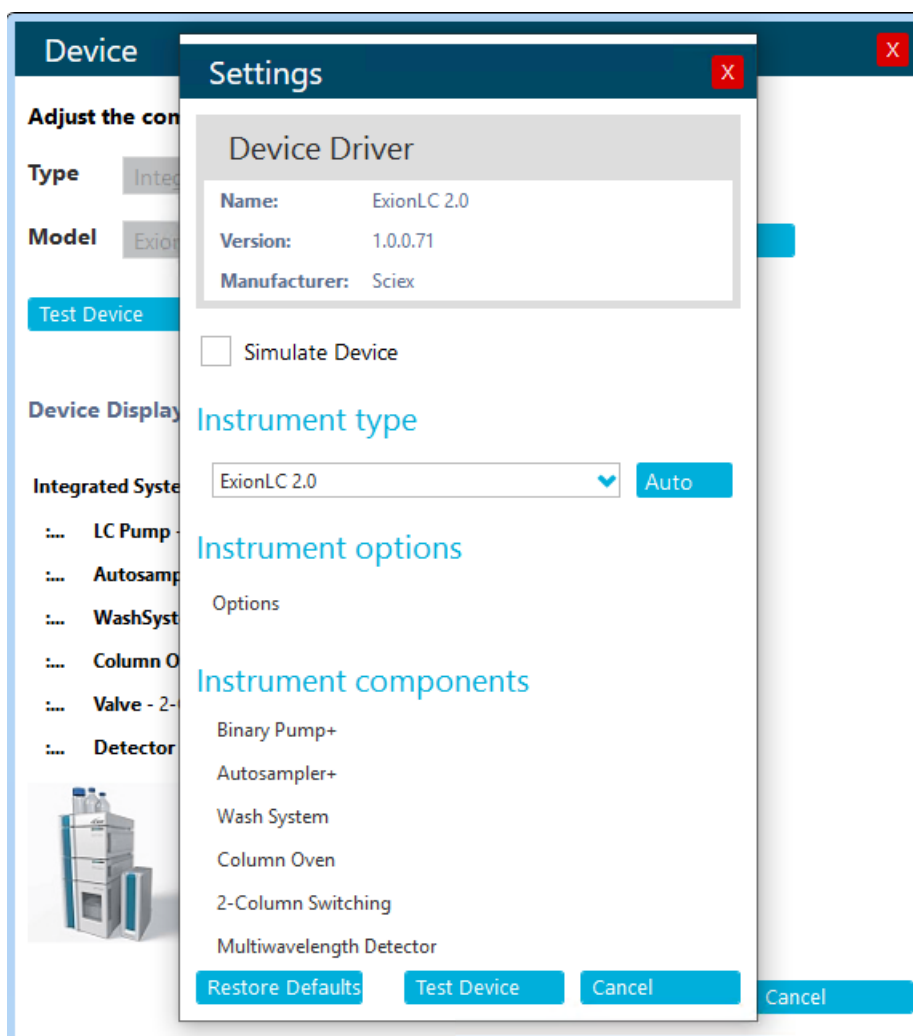 Device
X
Settings
X
Adjust the con
Device Driver
Type
Integ
Name: ExionLC 2.0
Model
Exion
Version: 1.0.0.71
Manufacturer: Sciex
Test Device
Simulate Device
Device Display
Instrument type
Integrated Syste
ExionLC 2.0
Auto
:... LC Pump -
Instrument options
:... Autosamp
Options
:... WashSyst
:... Column O
Instrument components
:... Valve - 2-
Binary Pump+
:... Detector
Autosampler+
Wash System
Column Oven
2-Column Switching
Multiwavelength Detector
Restore Defaults
Test Device
Cancel
Cancel